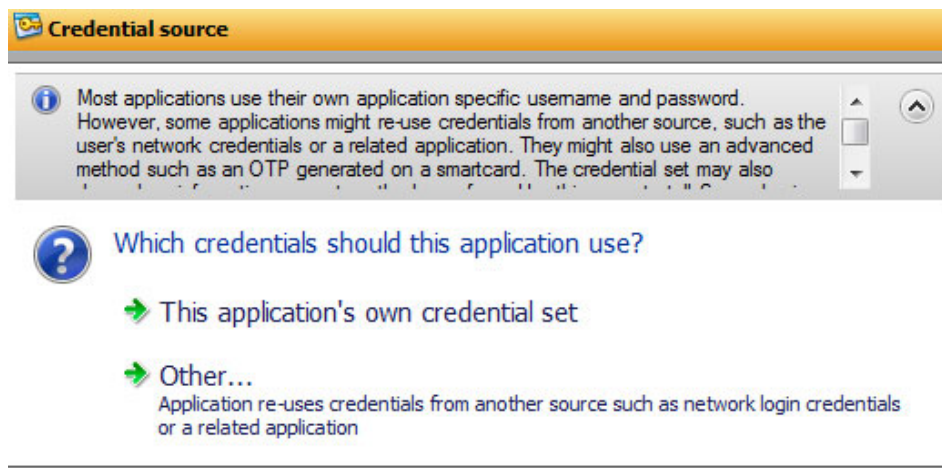 Credential source
Most applications use their own application specific username and password.
However, some applications might re-use credentials from another source, such as the
user's network credentials or a related application. They might also use an advanced
method such as an OTP generated on a smartcard. The credential set may also
Which credentials should this application use?
This application's own credential set
Other...
Application re-uses credentials from another source such as network login credentials
or a related application